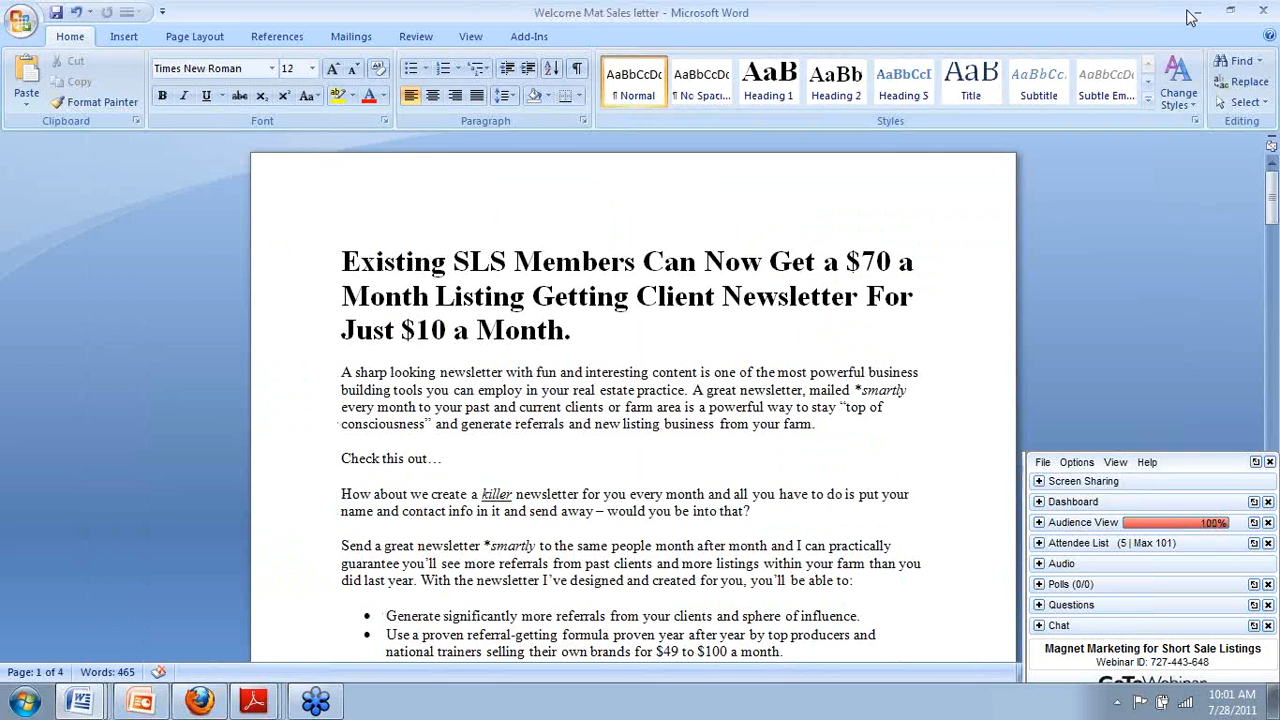 Welcome Mat Sales letter - Microsoft Word
Home Insert Page Layout References Mailings Review View Add-Ins
Paste
Cut
Copy
Format Painter
Clipboard
Times New Roman 12
Font
Paragraph
AaBbCcDc AaBbCcDc AaB AaBb AaBbCcI AaB AaBbCcI AaBbCcDc
¶ Normal ¶ No Spaci... Heading 1 Heading 2 Heading 3 Title Subtitle Subtle Em...
Change
Styles
Styles
Find
Replace
Select
Editing
Existing SLS Members Can Now Get a $70 a
Month Listing Getting Client Newsletter For
Just $10 a Month.
A sharp looking newsletter with fun and interesting content is one of the most powerful business
building tools you can employ in your real estate practice. A great newsletter, mailed *smartly
every month to your past and current clients or farm area is a powerful way to stay “top of
consciousness” and generate referrals and new listing business from your farm.
Check this out…
How about we create a killer newsletter for you every month and all you have to do is put your
name and contact info in it and send away – would you be into that?
Send a great newsletter *smartly to the same people month after month and I can practically
guarantee you’ll see more referrals from past clients and more listings within your farm than you
did last year. With the newsletter I’ve designed and created for you, you’ll be able to:
• Generate significantly more referrals from your clients and sphere of influence.
• Use a proven referral-getting formula proven year after year by top producers and
national trainers selling their own brands for $49 to $100 a month.
File Options View Help
Screen Sharing
Dashboard
Audience View 100%
Attendee List (5 | Max 101)
Audio
Polls (0/0)
Questions
Chat
Magnet Marketing for Short Sale Listings
Webinar ID: 727-443-648
GoToWebinar
Page: 1 of 4 Words: 465
10:01 AM
7/28/2011